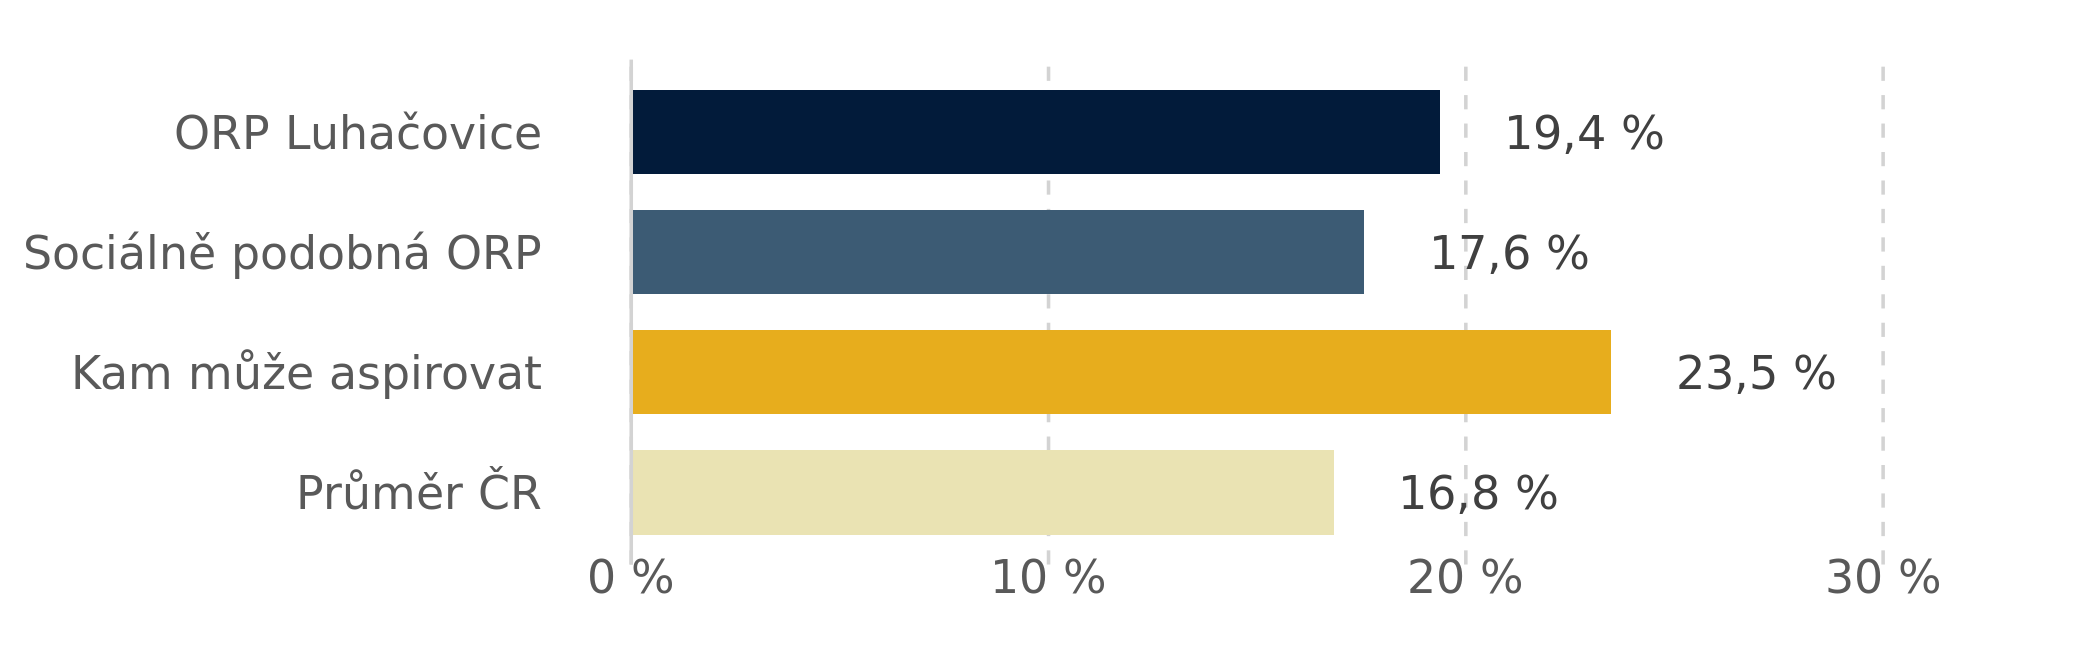 ORP Luhačovice
19,4 %
Sociálně podobná ORP
17,6 %
Kam může aspirovat
23,5 %
Průměr ČR
16,8 %
0 %
10 %
20 %
30 %